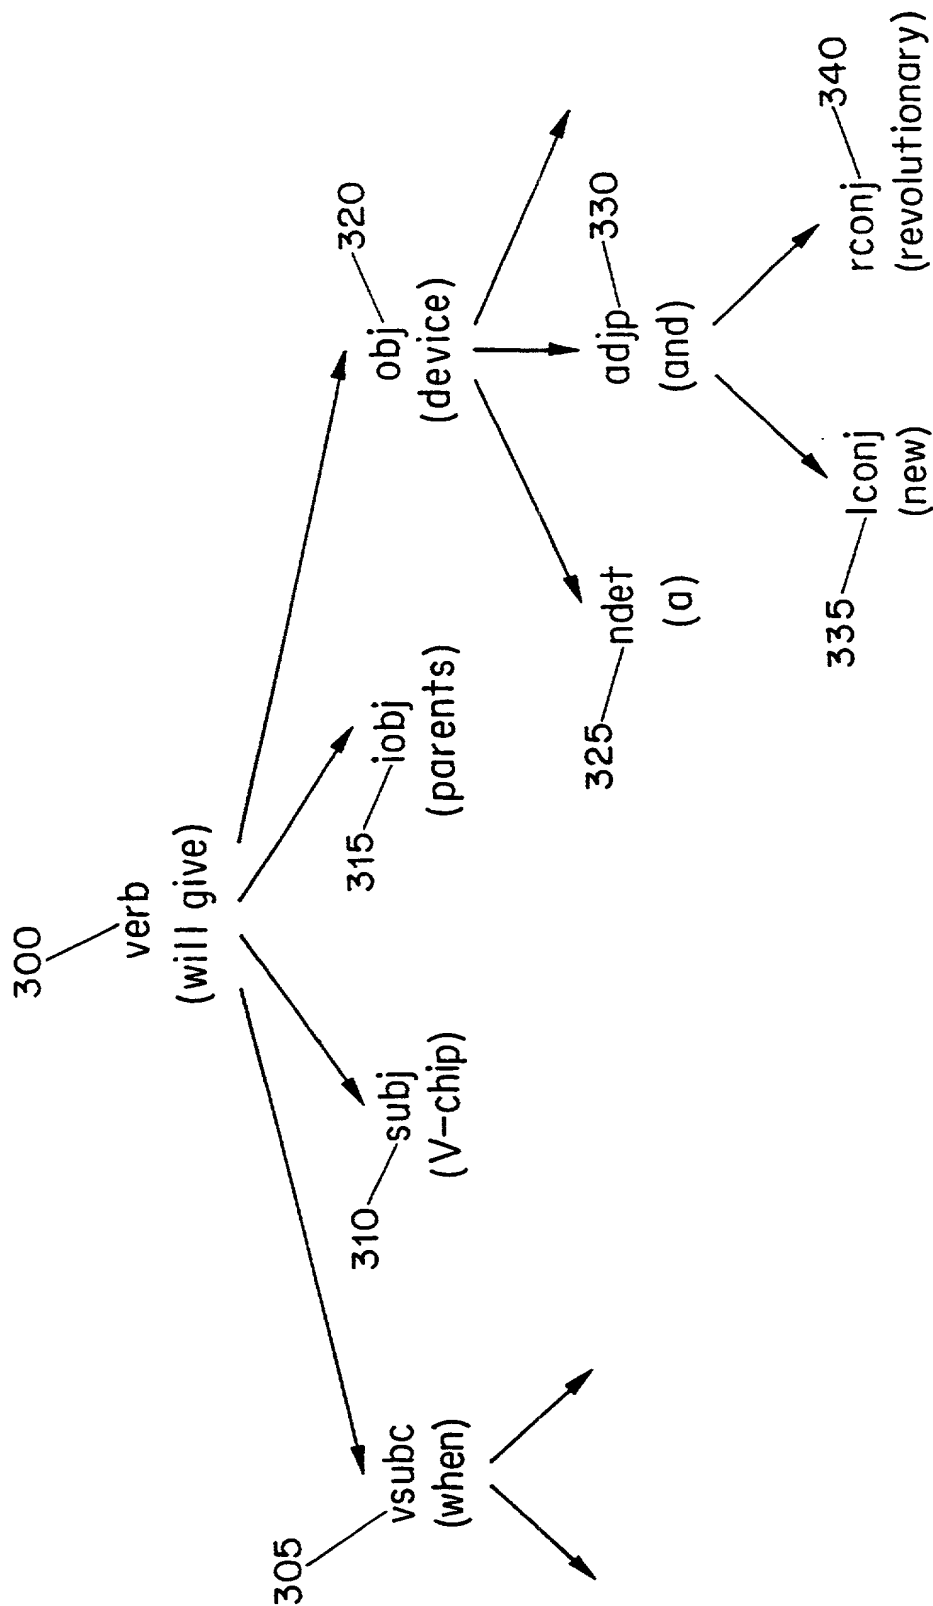 300
verb
(will give)
305
vsubc
(when)
310
subj
(V-chip)
315
iobj
(parents)
320
obj
(device)
325
ndet
(a)
330
adjp
(and)
335
lconj
(new)
340
rconj
(revolutionary)